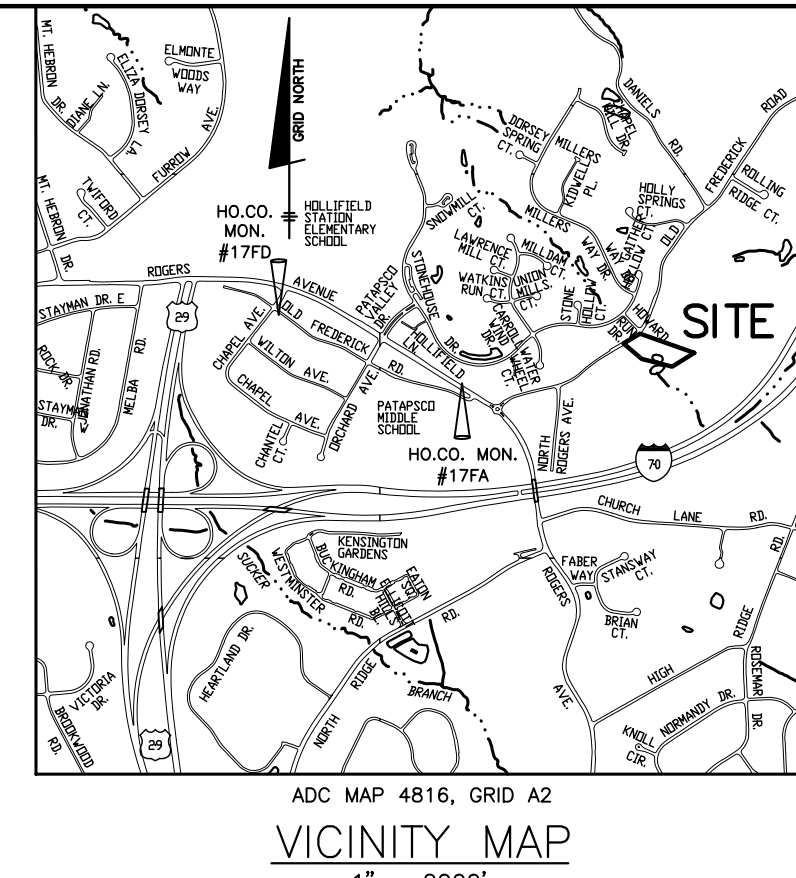 MT. HEBRON DR.
DIANE LN.
ELIZA DORSEY LA
ELMONTE
WOODS
WAY
FURROW AVE.
TWIFORD
CT.
MT. HEBRON DR.
GRID NORTH
HO.CO.
MON.
#17FD
HOLLIFIELD
STATION
ELEMENTARY
SCHOOL
DORSEY
SPRING
CT.
MILLERS
KIDWELL
PL.
DANIELS RD.
FREDERICK ROAD
ROLLING
RIDGE CT.
HOLLY
SPRINGS
CT.
OLD
SNOWMILL
CT.
MILLERS WAY DR.
WAY
LAWRENCE
MILL CT.
MILLDAM
CT.
WATKINS
RUN CT.
UNION
MILLS
CT.
STONE
HOLLOW
CT.
CARROL
WIND
DR.
WATER
WHEEL
CT.
HOWARD
RUN
DR.
SITE
ROGERS AVENUE
STAYMAN DR. E
29
ROCK DR.
JONATHAN RD.
MELBA RD.
STAYMAN
DR.
CHAPEL AVE.
OLD FREDERICK RD.
WILTON AVE.
CHAPEL AVE.
CHANTEL
CT.
ORCHARD AVE.
PATAPSCO
VALLEY
DR.
STONEHOUSE DR.
HOLLIFIELD
LN.
PATAPSCO
MIDDLE
SCHOOL
HO.CO. MON.
#17FA
NORTH
ROGERS AVE.
70
CHURCH LANE RD.
KENSINGTON
GARDENS
BUCKINGHAM
RD.
WESTMINSTER
RD.
EATON
SQ.
SUCKER
BRANCH
NORTH RIDGE RD.
HEARTLAND DR.
ROGERS AVE.
FABER
WAY
STANSWAY
CT.
BRIAN
CT.
HIGH RIDGE RD.
ROSEMAR DR.
NORMANDY DR.
KNOLL
CIR.
VICTORIA
DR.
BROOKWOOD
RD.
29
ADC MAP 4816, GRID A2
VICINITY MAP